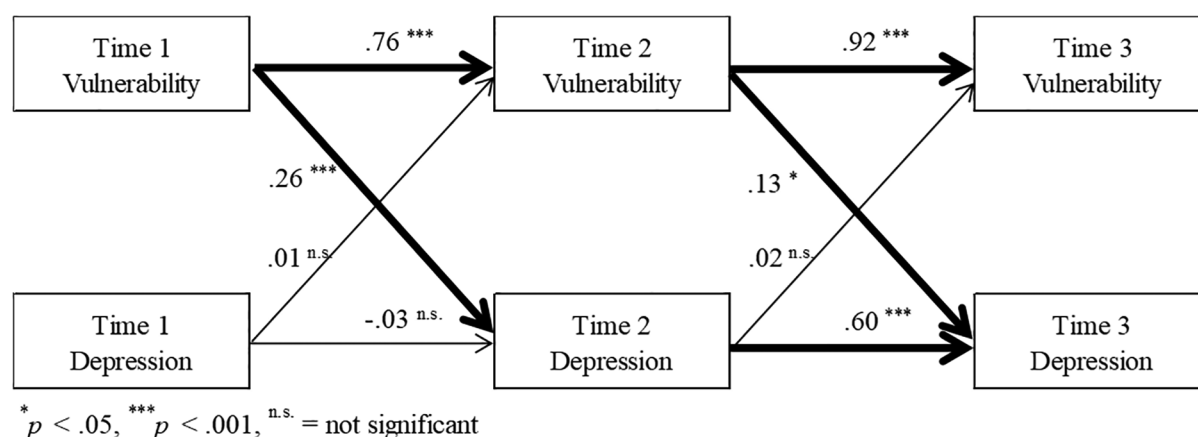 Time 1
Vulnerability
.76 ***
Time 2
Vulnerability
.92 ***
Time 3
Vulnerability
.26 ***
.13 *
.01 n.s.
.02 n.s.
Time 1
Depression
-.03 n.s.
Time 2
Depression
.60 ***
Time 3
Depression
*p < .05, ***p < .001, n.s. = not significant